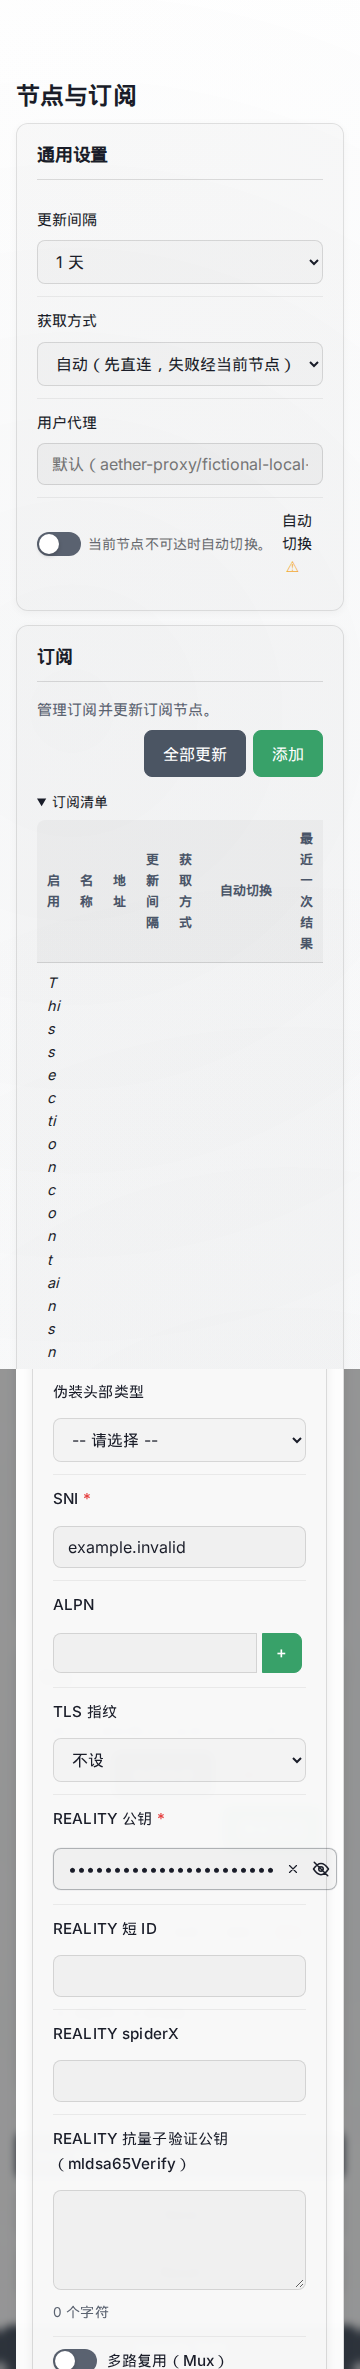 节点与订阅
通用设置
更新间隔
1 天
获取方式
自动（先直连，失败经当前节点）
用户代理
默认（aether-proxy/fictional-local-
当前节点不可达时自动切换。
自动
切换
⚠
订阅
管理订阅并更新订阅节点。
全部更新
添加
▼ 订阅清单
启
用
名
称
地
址
更
新
间
隔
获
取
方
式
自动切换
最
近
一
次
结
果
T
hi
s
s
e
c
ti
o
n
c
o
n
t
ai
n
s
n
伪装头部类型
-- 请选择 --
SNI *
example.invalid
ALPN
+
TLS 指纹
不设
REALITY 公钥 *
•••••••••••••••••••••••
REALITY 短 ID
REALITY spiderX
REALITY 抗量子验证公钥
（mldsa65Verify）
0 个字符
多路复用（Mux）